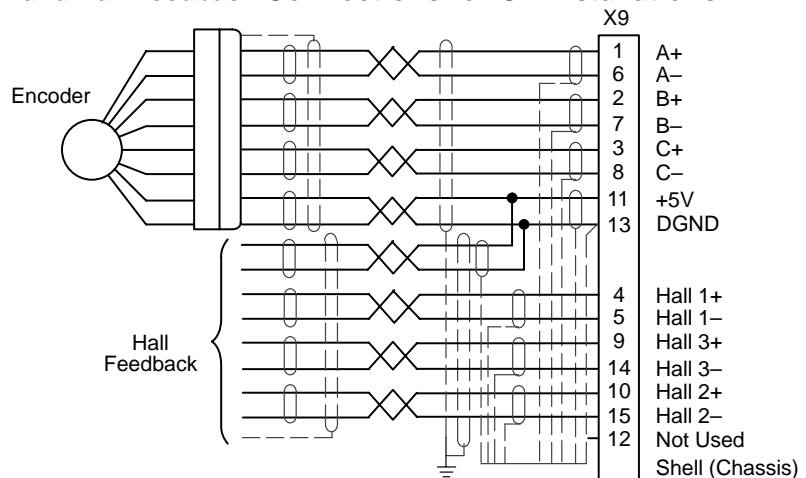 X9
1 A+
6 A–
Encoder
2 B+
7 B–
3 C+
8 C–
11 +5V
13 DGND
4 Hall 1+
5 Hall 1–
Hall
Feedback
9 Hall 3+
14 Hall 3–
10 Hall 2+
15 Hall 2–
12 Not Used
Shell (Chassis)